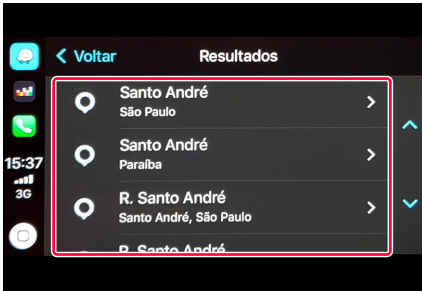 Voltar
Resultados
Santo André
São Paulo
Santo André
Paraíba
15:37
3G
R. Santo André
Santo André, São Paulo
R. Santo André